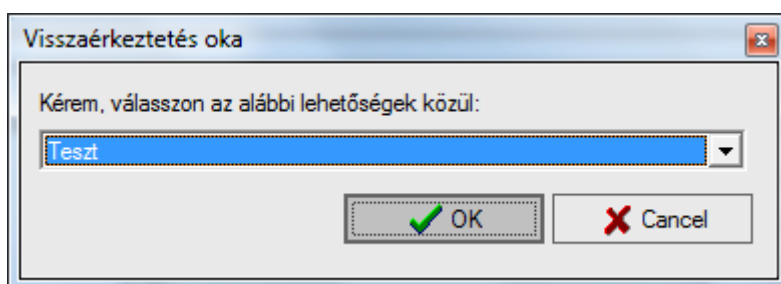 Visszaérkeztetés oka
Kérem, válasszon az alábbi lehetőségek közül:
Teszt
OK
Cancel